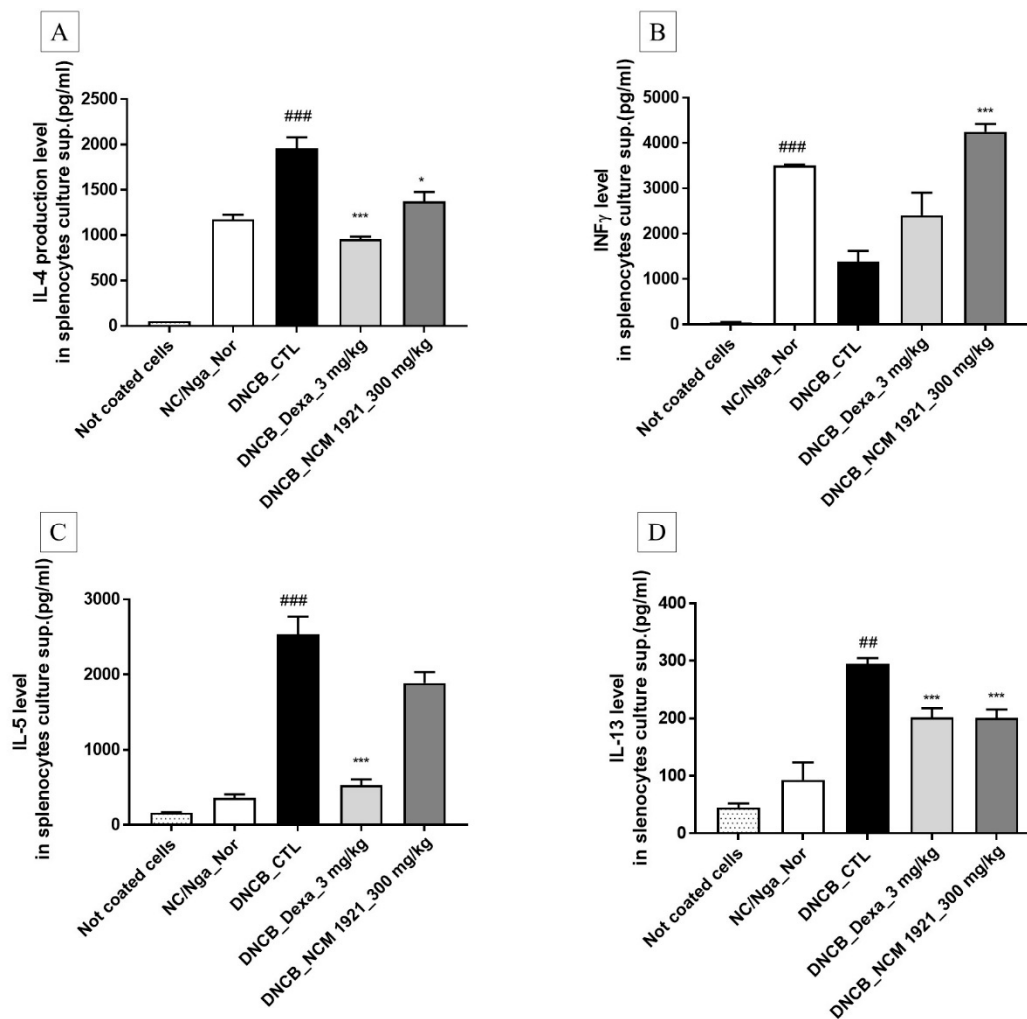 A
IL-4 production level
in splenocytes culture sup.(pg/ml)
2500
2000
1500
1000
500
0
###
***
*
Not coated cells
NC/Nga_Nor
DNCB_CTL
DNCB_Dexa_3 mg/kg
DNCB_NCM 1921_300 mg/kg
B
INFγ level
in splenocytes culture sup.(pg/ml)
5000
4000
3000
2000
1000
0
###
***
Not coated cells
NC/Nga_Nor
DNCB_CTL
DNCB_Dexa_3 mg/kg
DNCB_NCM 1921_300 mg/kg
C
IL-5 level
in splenocytes culture sup.(pg/ml)
3000
2000
1000
0
###
***
Not coated cells
NC/Nga_Nor
DNCB_CTL
DNCB_Dexa_3 mg/kg
DNCB_NCM 1921_300 mg/kg
D
IL-13 level
in slenocytes culture sup.(pg/ml)
400
300
200
100
0
##
***
***
Not coated cells
NC/Nga_Nor
DNCB_CTL
DNCB_Dexa_3 mg/kg
DNCB_NCM 1921_300 mg/kg